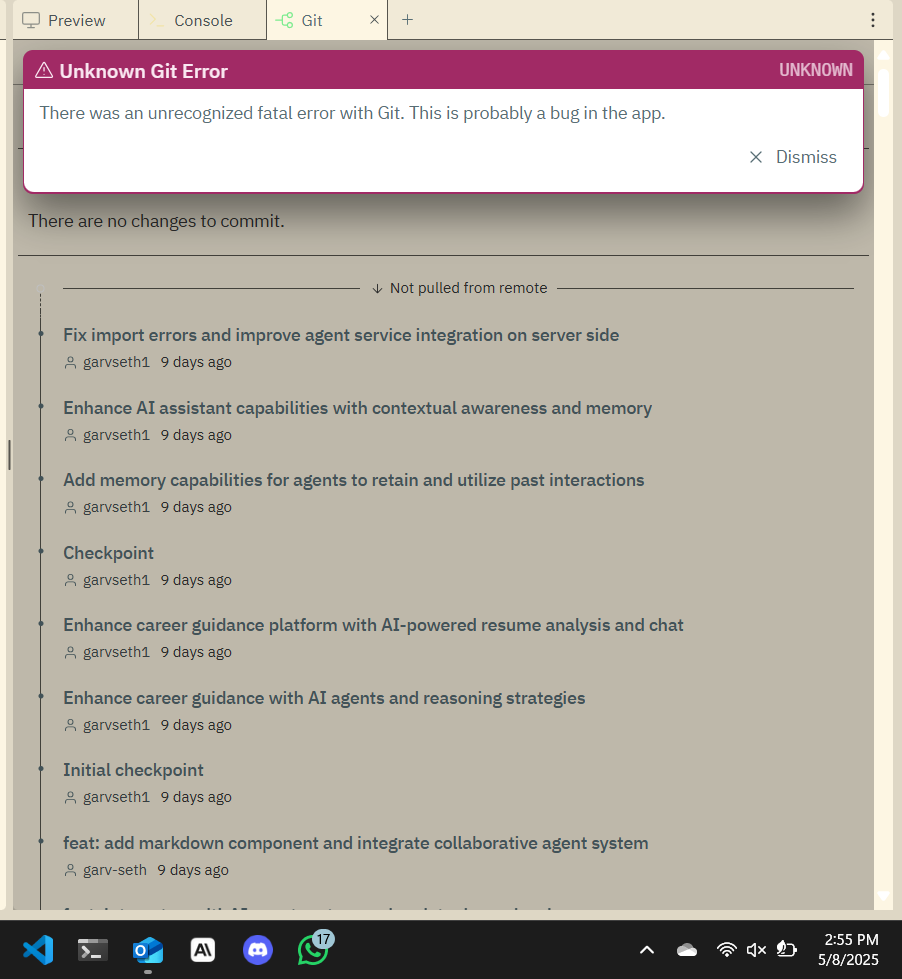 Preview
Console
Git
Unknown Git Error
UNKNOWN
There was an unrecognized fatal error with Git. This is probably a bug in the app.
Dismiss
There are no changes to commit.
Not pulled from remote
Fix import errors and improve agent service integration on server side
garvseth1 9 days ago
Enhance AI assistant capabilities with contextual awareness and memory
garvseth1 9 days ago
Add memory capabilities for agents to retain and utilize past interactions
garvseth1 9 days ago
Checkpoint
garvseth1 9 days ago
Enhance career guidance platform with AI-powered resume analysis and chat
garvseth1 9 days ago
Enhance career guidance with AI agents and reasoning strategies
garvseth1 9 days ago
Initial checkpoint
garvseth1 9 days ago
feat: add markdown component and integrate collaborative agent system
garv-seth 9 days ago
17
2:55 PM
5/8/2025